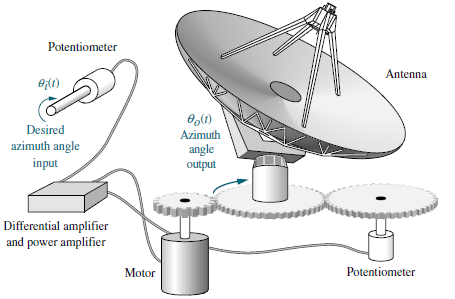 Potentiometer
θi(t)
Desired
azimuth angle
input
Antenna
θo(t)
Azimuth
angle
output
Differential amplifier
and power amplifier
Motor
Potentiometer